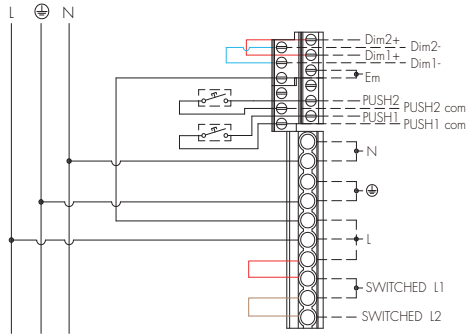 L N
Dim2+
Dim2-
Dim1+
Dim1-
Em
PUSH2
PUSH2 com
PUSH1
PUSH1 com
N
L
SWITCHED L1
SWITCHED L2